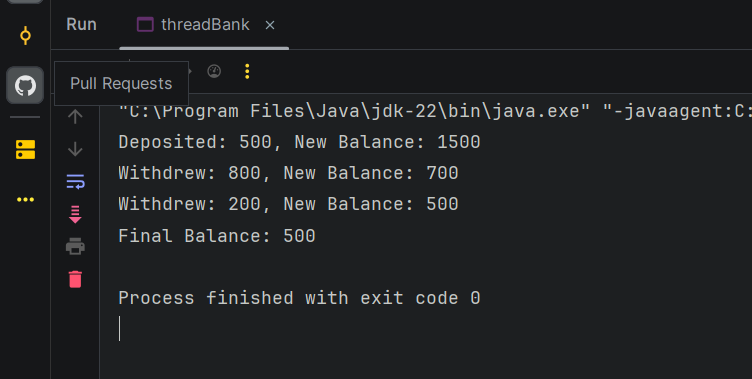 Run
threadBank
Pull Requests
"C:\Program Files\Java\jdk-22\bin\java.exe" "-javaagent:C:
Deposited: 500, New Balance: 1500
Withdrew: 800, New Balance: 700
Withdrew: 200, New Balance: 500
Final Balance: 500
Process finished with exit code 0